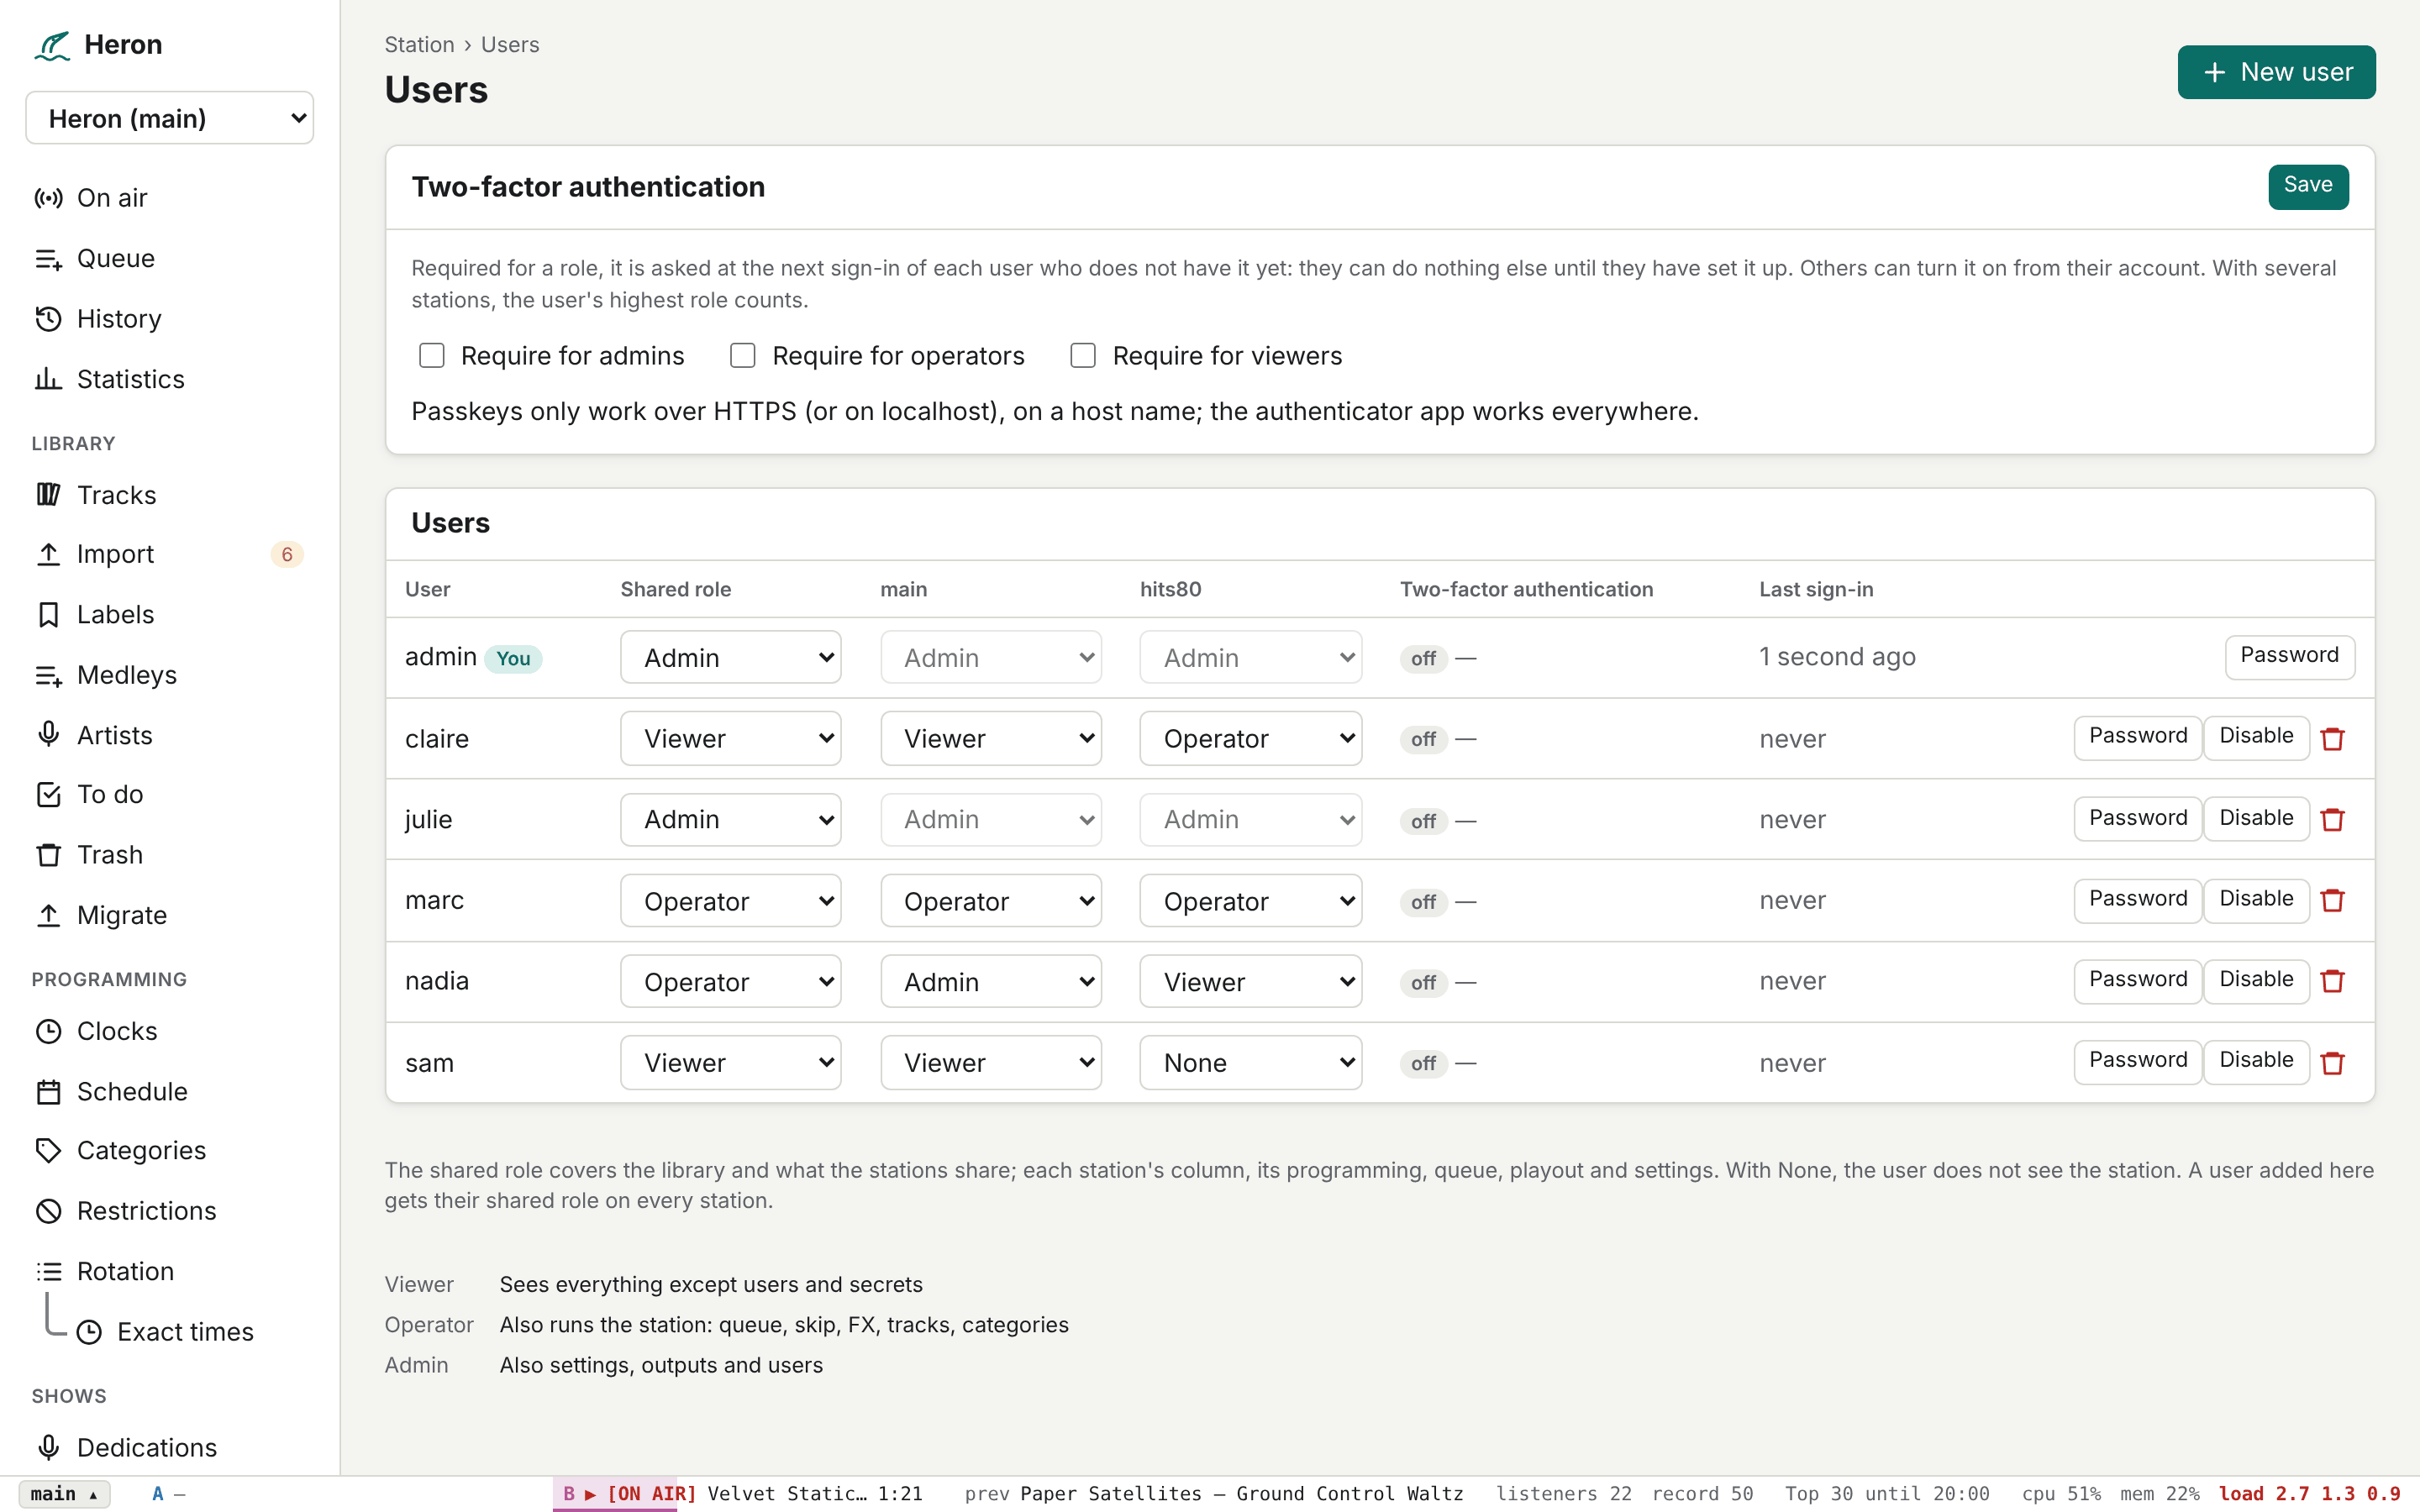 Heron
Heron (main)
On air
Queue
History
Statistics
LIBRARY
Tracks
Import 6
Labels
Medleys
Artists
To do
Trash
Migrate
PROGRAMMING
Clocks
Schedule
Categories
Restrictions
Rotation
Exact times
SHOWS
Dedications
Station › Users
Users
+ New user
Two-factor authentication
Save
Required for a role, it is asked at the next sign-in of each user who does not have it yet: they can do nothing else until they have set it up. Others can turn it on from their account. With several
stations, the user's highest role counts.
Require for admins Require for operators Require for viewers
Passkeys only work over HTTPS (or on localhost), on a host name; the authenticator app works everywhere.
Users
User Shared role main hits80 Two-factor authentication Last sign-in
admin You Admin Admin Admin off — 1 second ago Password
claire Viewer Viewer Operator off — never Password Disable
julie Admin Admin Admin off — never Password Disable
marc Operator Operator Operator off — never Password Disable
nadia Operator Admin Viewer off — never Password Disable
sam Viewer Viewer None off — never Password Disable
The shared role covers the library and what the stations share; each station's column, its programming, queue, playout and settings. With None, the user does not see the station. A user added here
gets their shared role on every station.
Viewer Sees everything except users and secrets
Operator Also runs the station: queue, skip, FX, tracks, categories
Admin Also settings, outputs and users
main ▴ A — B ▶ [ON AIR] Velvet Static… 1:21 prev Paper Satellites — Ground Control Waltz listeners 22 record 50 Top 30 until 20:00 cpu 51% mem 22% load 2.7 1.3 0.9